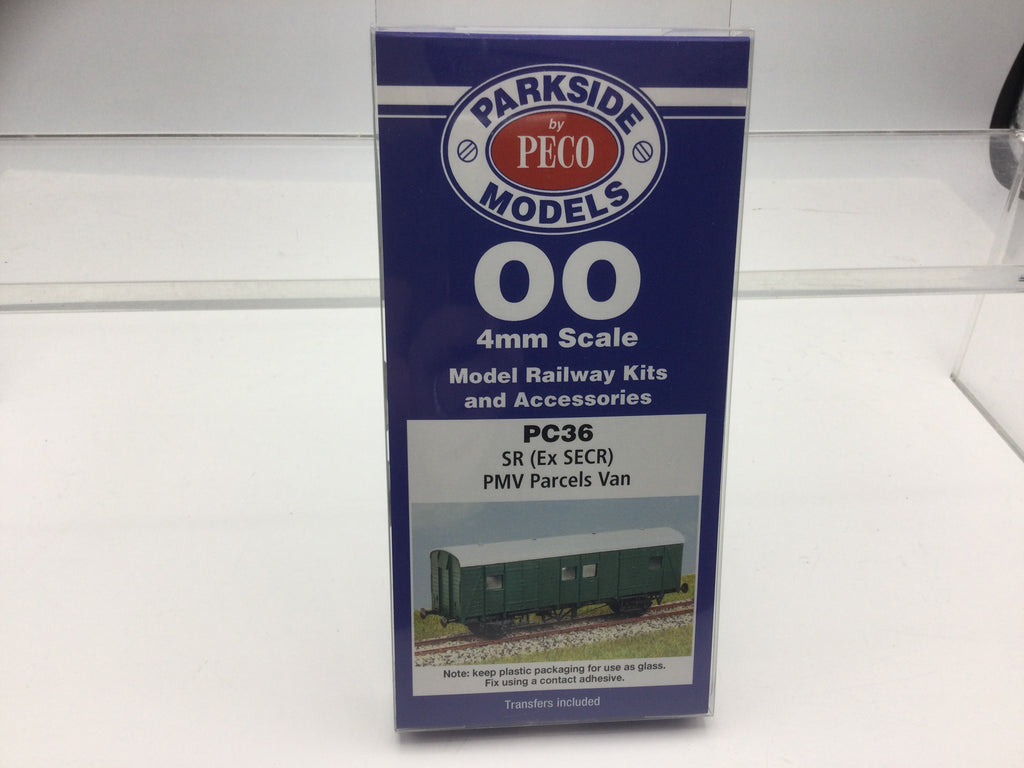 PARKSIDE
by
PECO
MODELS
OO
4mm Scale
Model Railway Kits
and Accessories
PC36
SR (Ex SECR)
PMV Parcels Van
Note: keep plastic packaging for use as glass.
Fix using a contact adhesive.
Transfers included